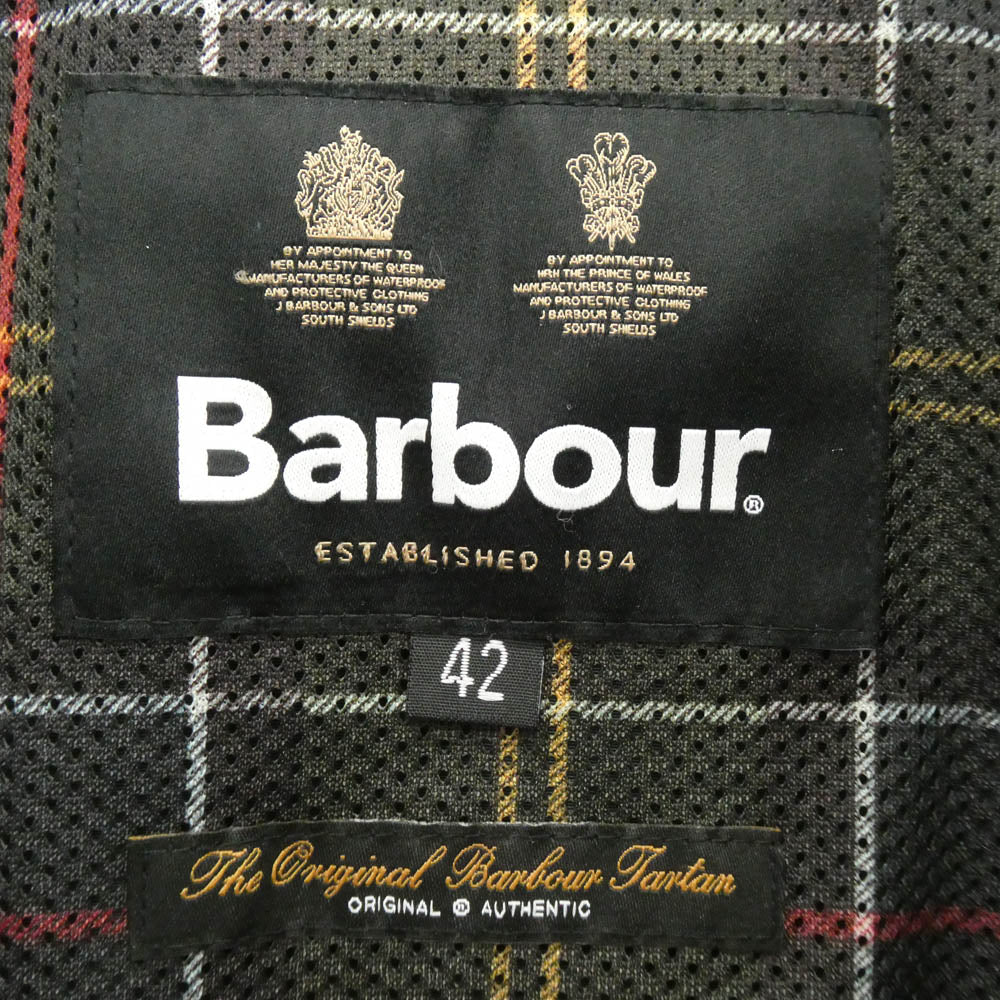 BY APPOINTMENT TO
HER MAJESTY THE QUEEN
MANUFACTURERS OF WATERPROOF
AND PROTECTIVE CLOTHING
J BARBOUR & SONS LTD
SOUTH SHIELDS
BY APPOINTMENT TO
HRH THE PRINCE OF WALES
MANUFACTURERS OF WATERPROOF
AND PROTECTIVE CLOTHING
J BARBOUR & SONS LTD
SOUTH SHIELDS
Barbour®
ESTABLISHED 1894
42
The Original Barbour Tartan
ORIGINAL ® AUTHENTIC